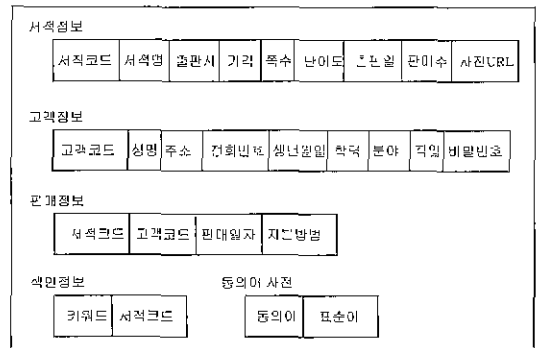 서적정보
서적코드 서적명 출판사 가격 쪽수 난이도 출판일 판매수 사진URL
고객정보
고객코드 성명 주소 전화번호 생년월일 학력 분야 직업 비밀번호
판매정보
서적코드 고객코드 판매일자 지불방법
색인정보 동의어 사전
키워드 서적코드 동의어 표준어